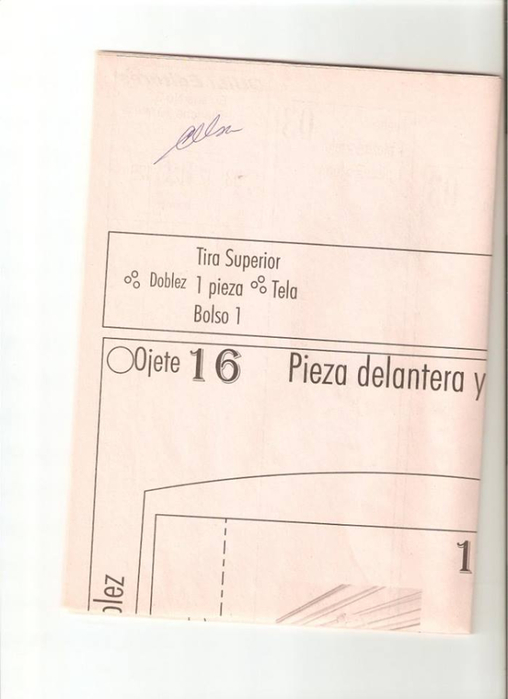 Tira Superior
Doblez 1 pieza Tela
Bolso 1
Ojete 16 Pieza delantera y
1
blez